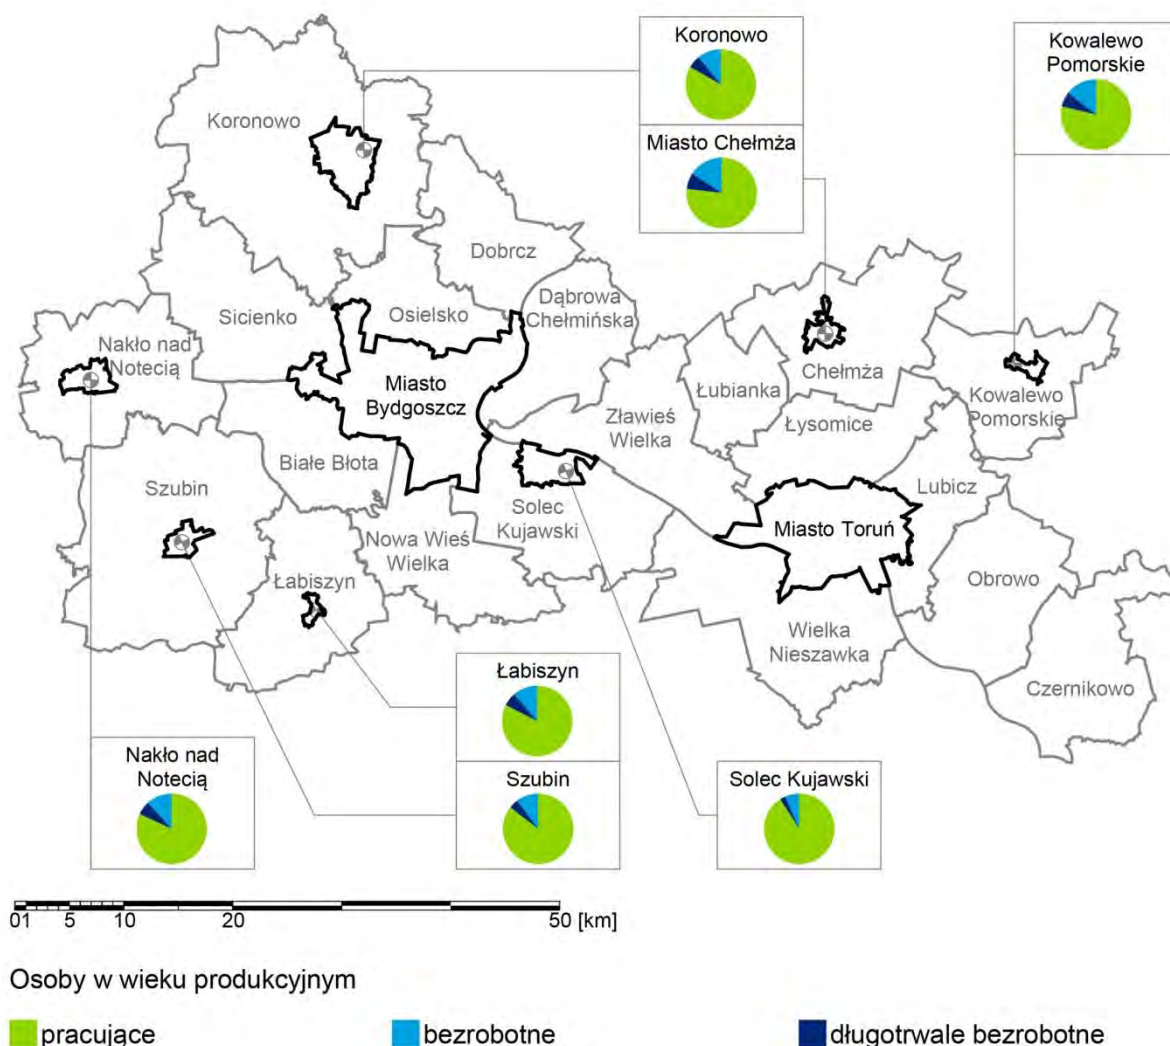 Koronowo
Kowalewo
Pomorskie
Koronowo
Miasto Chełmża
Dobrcz
Dąbrowa
Chełmińska
Sicienko
Osielsko
Nakło nad
Notecią
Miasto
Bydgoszcz
Chełmża
Łubianka
Kowalewo
Pomorskie
Zławieś
Wielka
Łysomice
Białe Błota
Szubin
Solec
Kujawski
Lubicz
Nowa Wieś
Wielka
Miasto Toruń
Łabiszyn
Obrowo
Wielka
Nieszawka
Czernikowo
Łabiszyn
Nakło nad
Notecią
Szubin
Solec Kujawski
01 5 10 20 50 [km]
Osoby w wieku produkcyjnym
pracujące bezrobotne długotrwale bezrobotne